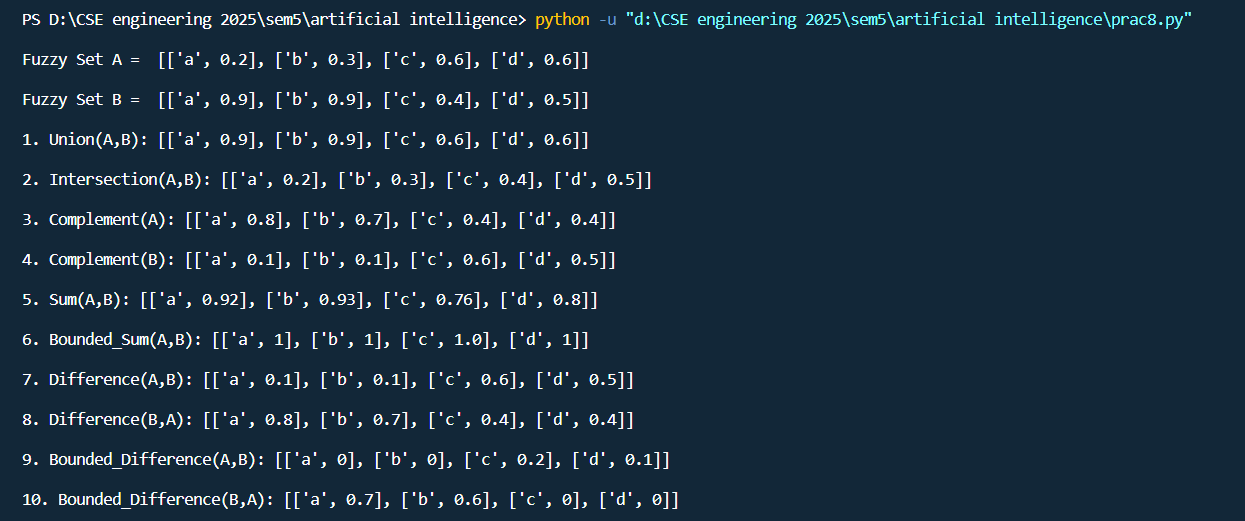 PS D:\CSE engineering 2025\sem5\artificial intelligence> python -u "d:\CSE engineering 2025\sem5\artificial intelligence\prac8.py"
Fuzzy Set A =  [['a', 0.2], ['b', 0.3], ['c', 0.6], ['d', 0.6]]
Fuzzy Set B =  [['a', 0.9], ['b', 0.9], ['c', 0.4], ['d', 0.5]]
1. Union(A,B): [['a', 0.9], ['b', 0.9], ['c', 0.6], ['d', 0.6]]
2. Intersection(A,B): [['a', 0.2], ['b', 0.3], ['c', 0.4], ['d', 0.5]]
3. Complement(A): [['a', 0.8], ['b', 0.7], ['c', 0.4], ['d', 0.4]]
4. Complement(B): [['a', 0.1], ['b', 0.1], ['c', 0.6], ['d', 0.5]]
5. Sum(A,B): [['a', 0.92], ['b', 0.93], ['c', 0.76], ['d', 0.8]]
6. Bounded_Sum(A,B): [['a', 1], ['b', 1], ['c', 1.0], ['d', 1]]
7. Difference(A,B): [['a', 0.1], ['b', 0.1], ['c', 0.6], ['d', 0.5]]
8. Difference(B,A): [['a', 0.8], ['b', 0.7], ['c', 0.4], ['d', 0.4]]
9. Bounded_Difference(A,B): [['a', 0], ['b', 0], ['c', 0.2], ['d', 0.1]]
10. Bounded_Difference(B,A): [['a', 0.7], ['b', 0.6], ['c', 0], ['d', 0]]